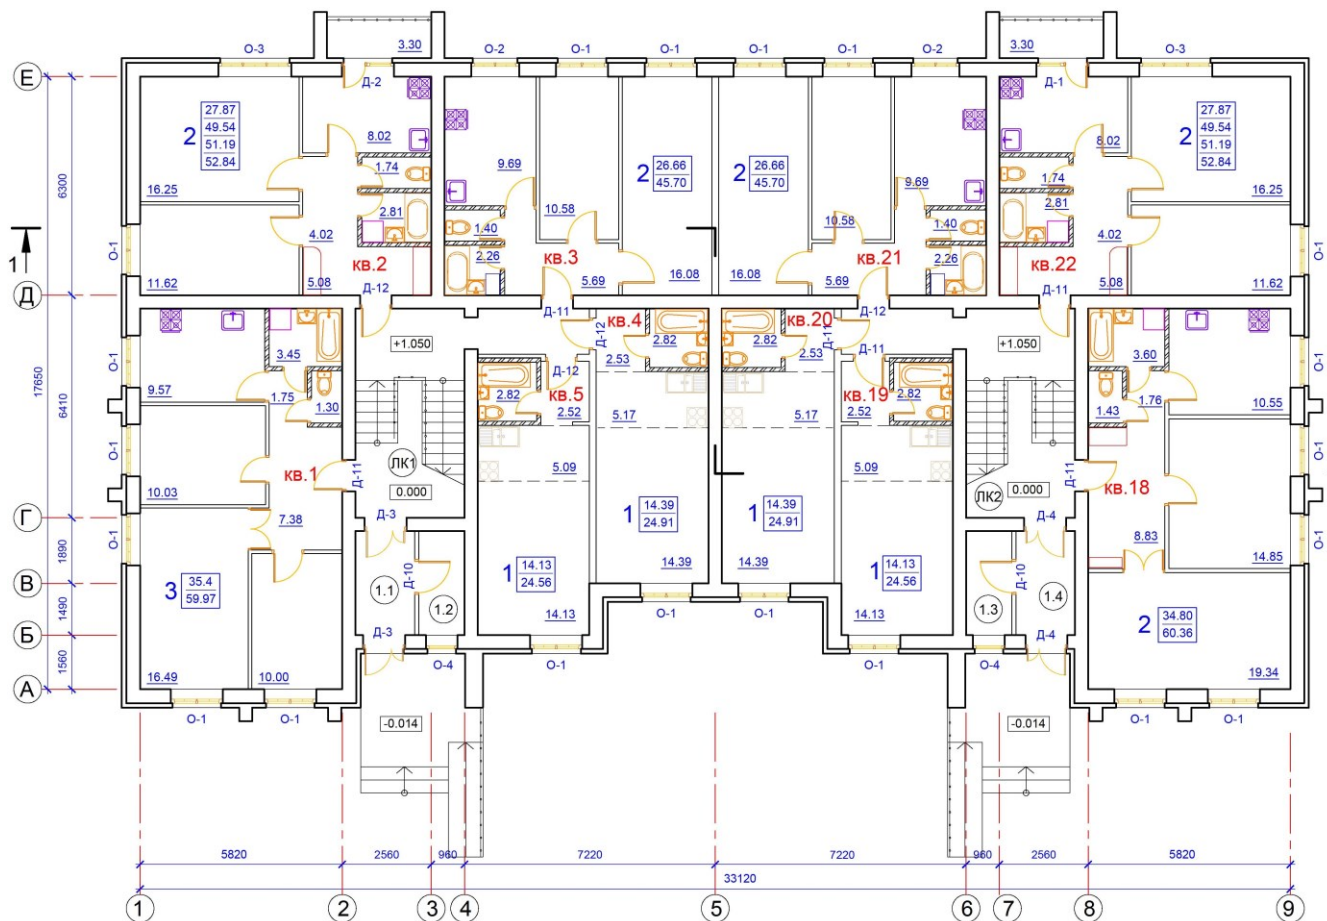 3.30
3.30
О-3
О-2
О-1
О-1
О-1
О-1
О-2
О-3
Е
Д-2
Д-1
27.87
49.54
51.19
52.84
2
8.02
1.74
2.81
16.25
4.02
11.62
5.08
кв.2
Д-12
9.69
10.58
1.40
2.26
кв.3
5.69
16.08
2
26.66
45.70
Д-11
2
26.66
45.70
16.08
10.58
9.69
1.40
2.26
5.69
кв.21
Д-12
8.02
1.74
2.81
4.02
5.08
кв.22
Д-11
2
27.87
49.54
51.19
52.84
16.25
11.62
6300
О-1
1
Д
О-1
17650
6410
О-1
9.57
3.45
1.75
1.30
10.03
кв.1
Д-11
О-1
7.38
О-1
3
35.4
59.97
16.49
10.00
+1.050
ЛК1
0.000
Д-3
Д-10
1.1
1.2
Д-3
О-4
Д-12
кв.4
2.82
2.53
Д-12
2.82
кв.5
2.52
5.17
5.09
1
14.39
24.91
14.39
1
14.13
24.56
14.13
2.82
кв.20
2.53
Д-11
Д-11
кв.19
2.82
2.52
5.17
5.09
1
14.39
24.91
14.39
1
14.13
24.56
14.13
+1.050
ЛК2
0.000
Д-4
Д-10
1.3
1.4
Д-4
О-4
Д-11
3.60
1.43
1.76
10.55
кв.18
8.83
14.85
2
34.80
60.36
19.34
О-1
О-1
О-1
Г
1890
В
1490
Б
1560
А
О-1
О-1
О-1
О-1
О-1
О-1
О-1
О-1
-0.014
-0.014
5820
2560
960
7220
7220
960
2560
5820
33120
1
2
3
4
5
6
7
8
9